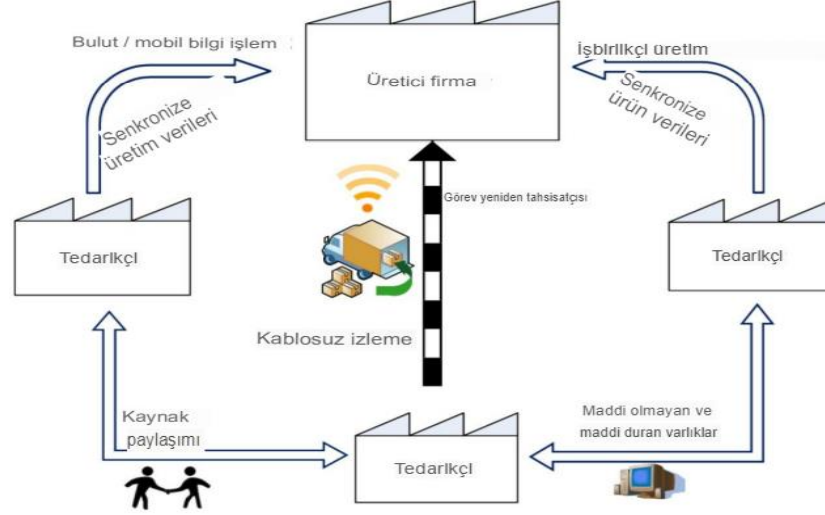 Bulut / mobil bilgi işlem
Üretici firma
İşbirlikçi üretim
Senkronize
üretim verileri
Senkronize
ürün verileri
Görev yeniden tahsisatçısı
Tedarikçi
Tedarikçi
Kablosuz izleme
Kaynak
paylaşımı
Maddi olmayan ve
maddi duran varlıklar
Tedarikçi